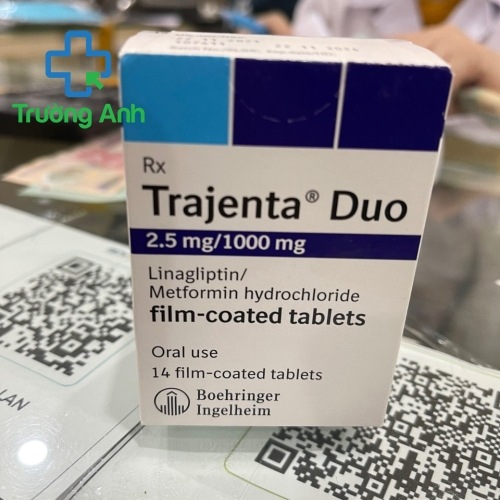 Trường Anh
Rx
Trajenta® Duo
2.5 mg/1000 mg
Linagliptin/
Metformin hydrochloride
film-coated tablets
Oral use
14 film-coated tablets
Boehringer
Ingelheim
LAN